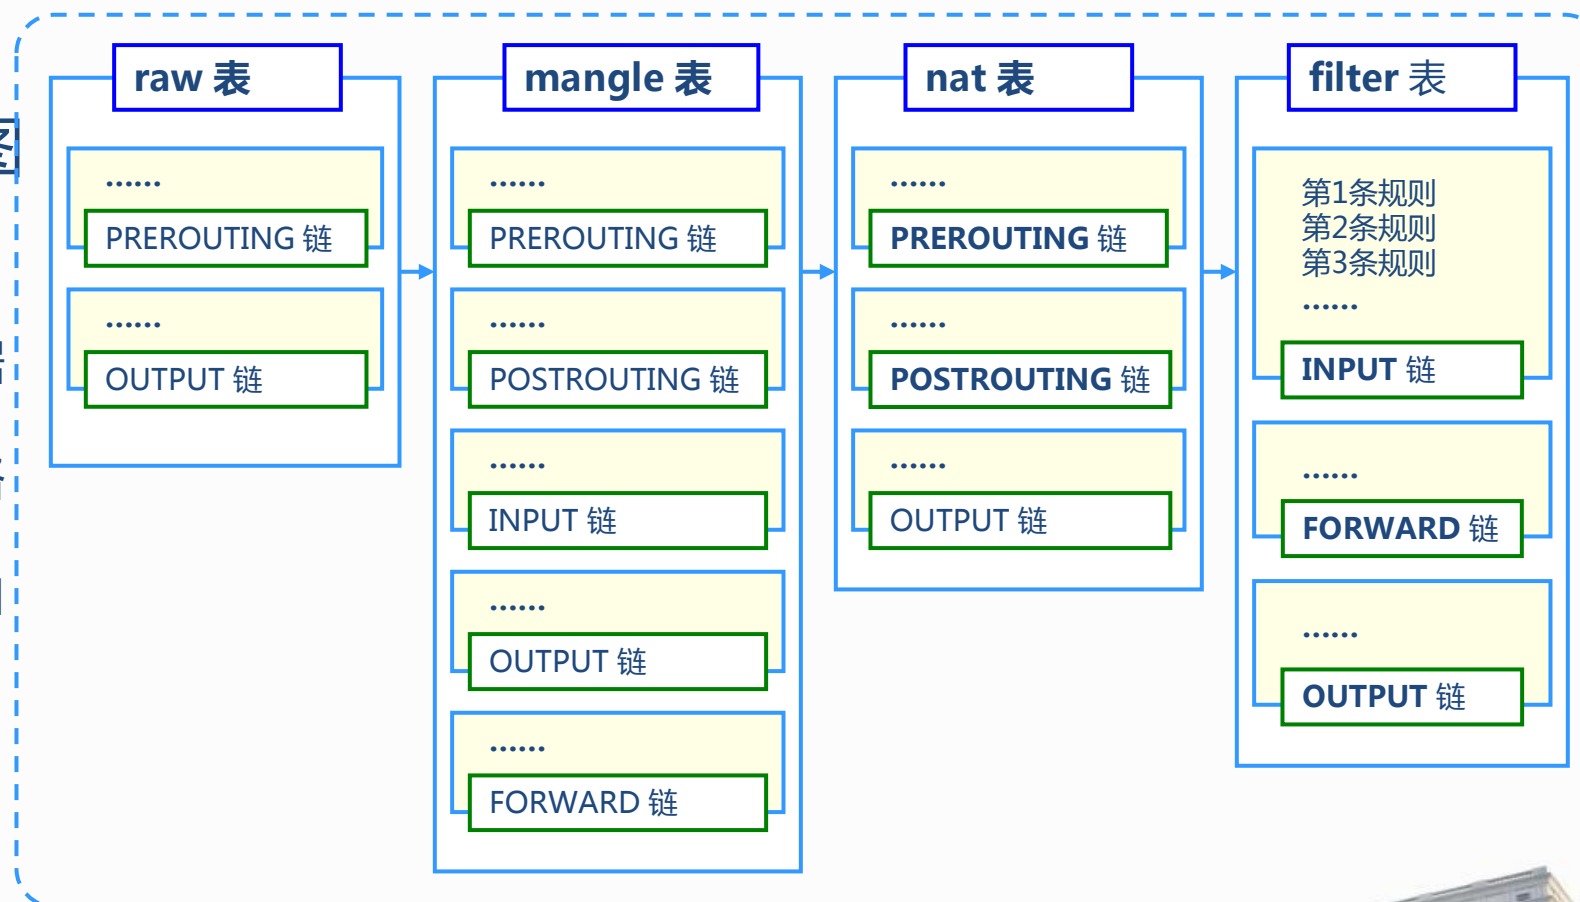 raw 表
......
PREROUTING 链
......
OUTPUT 链
mangle 表
......
PREROUTING 链
......
POSTROUTING 链
......
INPUT 链
......
OUTPUT 链
......
FORWARD 链
nat 表
......
PREROUTING 链
......
POSTROUTING 链
......
OUTPUT 链
filter 表
第1条规则
第2条规则
第3条规则
......
INPUT 链
......
FORWARD 链
......
OUTPUT 链